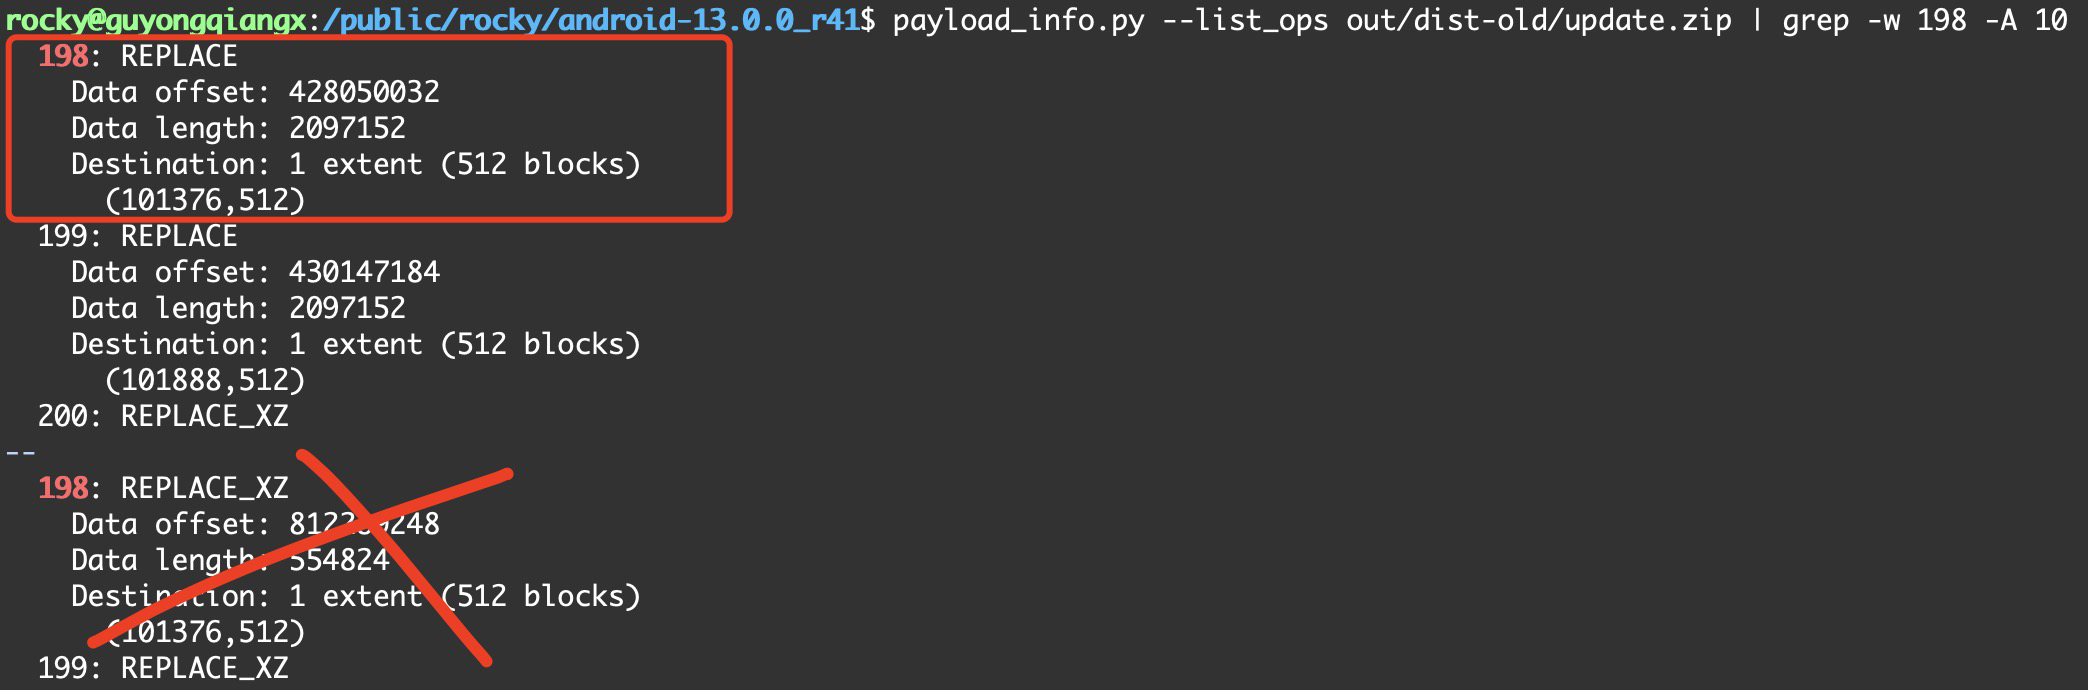 rocky@guyongqiangx:/public/rocky/android-13.0.0_r41$ payload_info.py --list_ops out/dist-old/update.zip | grep -w 198 -A 10
198: REPLACE
Data offset: 428050032
Data length: 2097152
Destination: 1 extent (512 blocks)
(101376,512)
199: REPLACE
Data offset: 430147184
Data length: 2097152
Destination: 1 extent (512 blocks)
(101888,512)
200: REPLACE_XZ
--
198: REPLACE_XZ
Data offset:
Data length: 554824
Destination: 1 extent (512 blocks)
(101376,512)
199: REPLACE_XZ